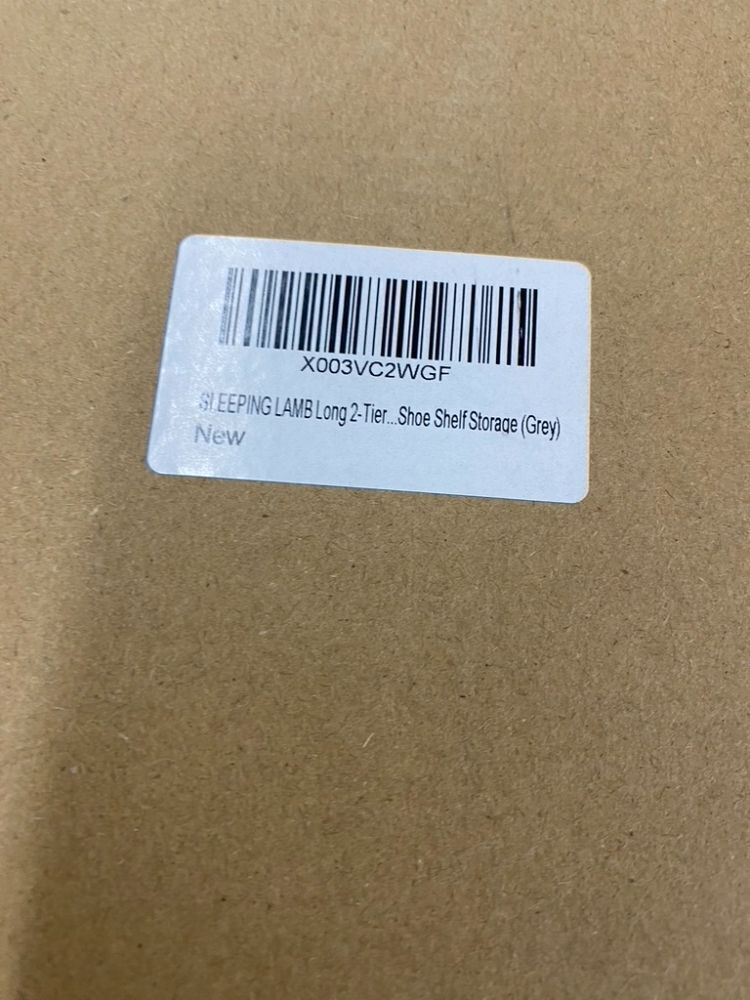 X003VC2WGF
SLEEPING LAMB Long 2-Tier...Shoe Shelf Storage (Grey)
New